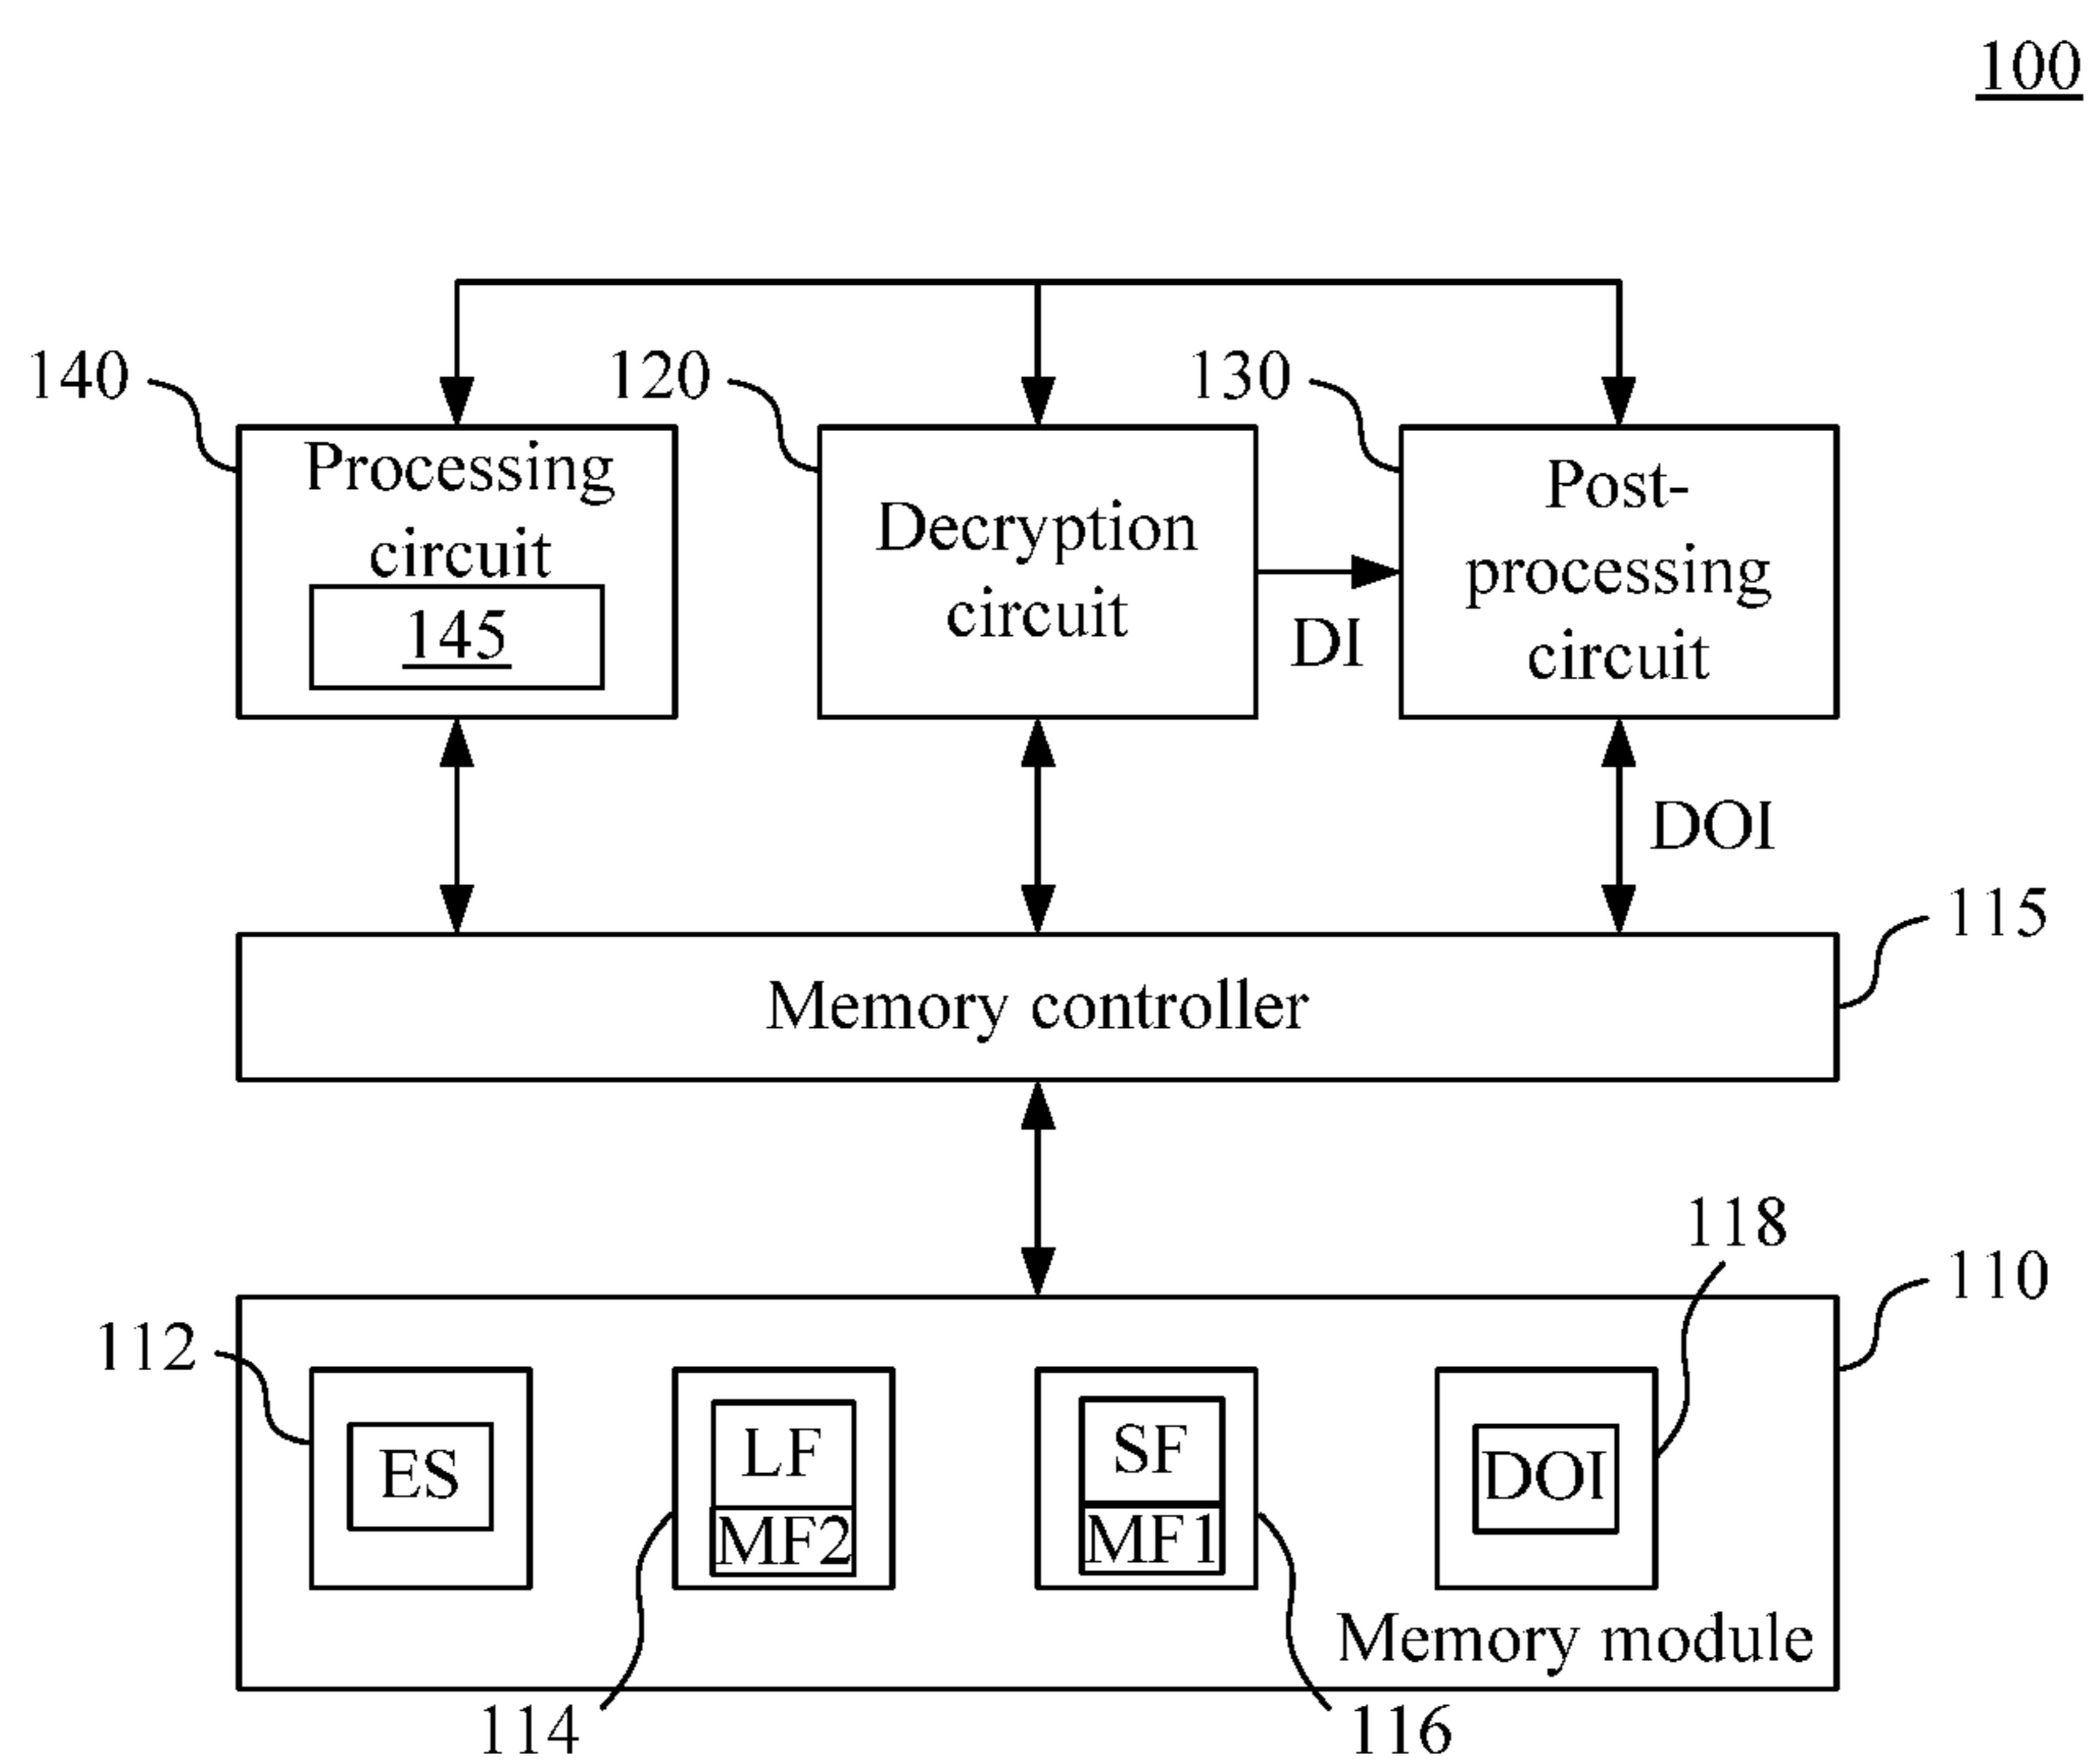 100
140
120
130
Processing
circuit
145
Decryption
circuit
DI
Post-
processing
circuit
DOI
115
Memory controller
118
110
112
ES
LF
MF2
SF
MF1
DOI
Memory module
114
116